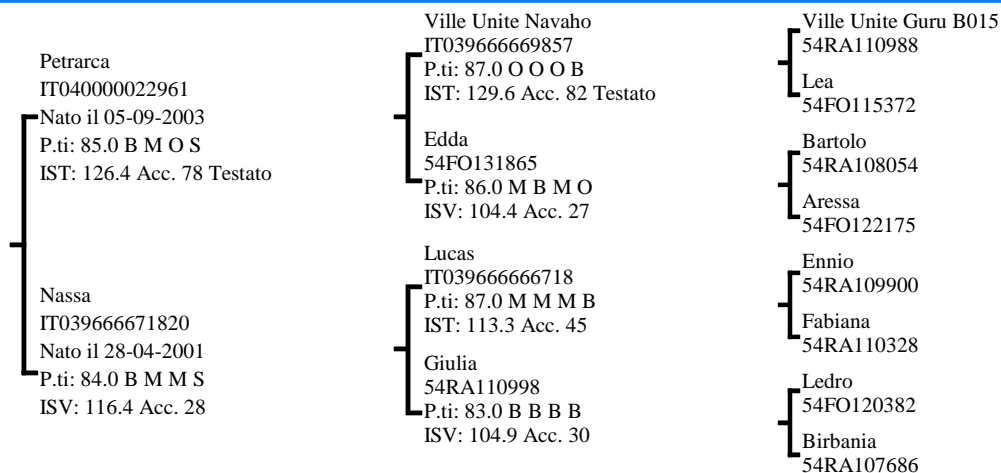 Petrarca
IT040000022961
Nato il 05-09-2003
P.ti: 85.0 B M O S
IST: 126.4 Acc. 78 Testato
Nassa
IT039666671820
Nato il 28-04-2001
P.ti: 84.0 B M M S
ISV: 116.4 Acc. 28
Ville Unite Navaho
IT039666669857
P.ti: 87.0 O O O B
IST: 129.6 Acc. 82 Testato
Edda
54FO131865
P.ti: 86.0 M B M O
ISV: 104.4 Acc. 27
Lucas
IT039666666718
P.ti: 87.0 M M M B
IST: 113.3 Acc. 45
Giulia
54RA110998
P.ti: 83.0 B B B B
ISV: 104.9 Acc. 30
Ville Unite Guru B015
54RA110988
Lea
54FO115372
Bartolo
54RA108054
Aressa
54FO122175
Ennio
54RA109900
Fabiana
54RA110328
Ledro
54FO120382
Birbania
54RA107686